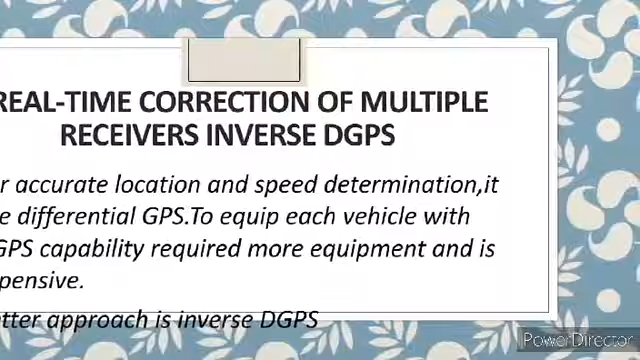 REAL-TIME CORRECTION OF MULTIPLE
RECEIVERS INVERSE DGPS
r accurate location and speed determination,it
e differential GPS.To equip each vehicle with
GPS capability required more equipment and is
pensive.
tter approach is inverse DGPS
PowerDirector